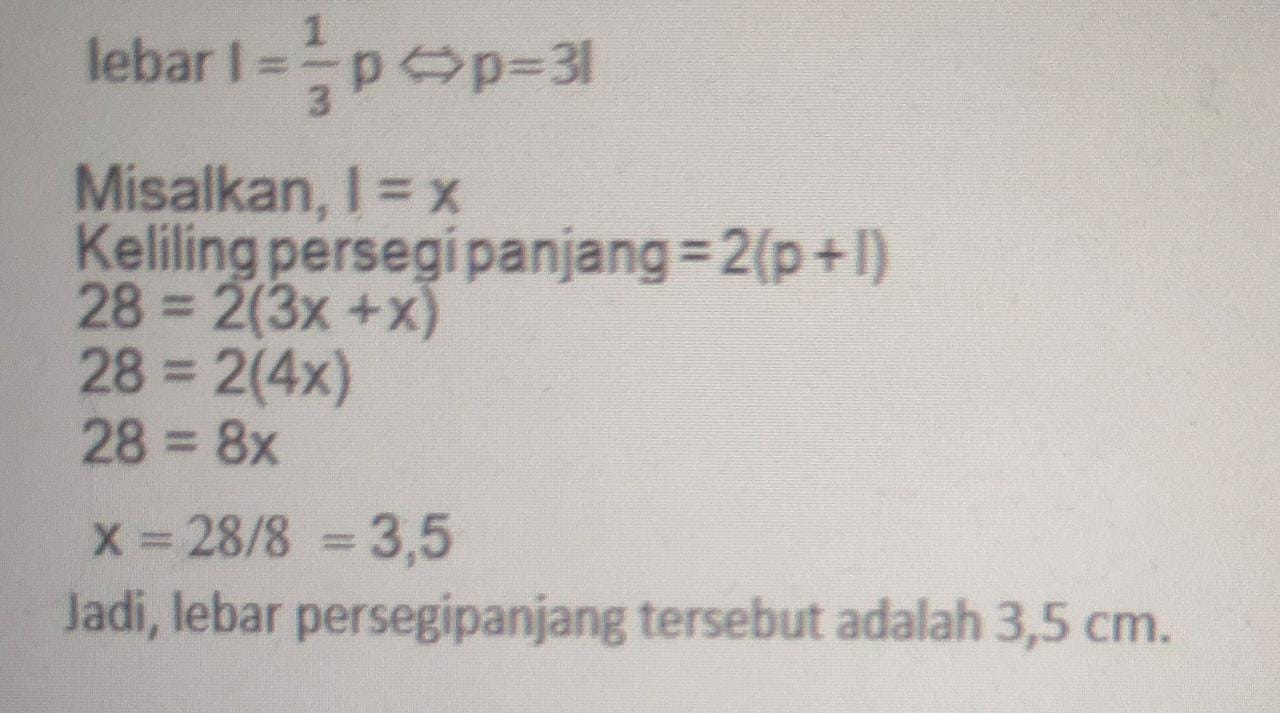 lebar l = 1/3 p ⇔ p=3l
Misalkan, l = x
Keliling persegi panjang = 2(p + l)
28 = 2(3x + x)
28 = 2(4x)
28 = 8x
x = 28/8 = 3,5
Jadi, lebar persegipanjang tersebut adalah 3,5 cm.